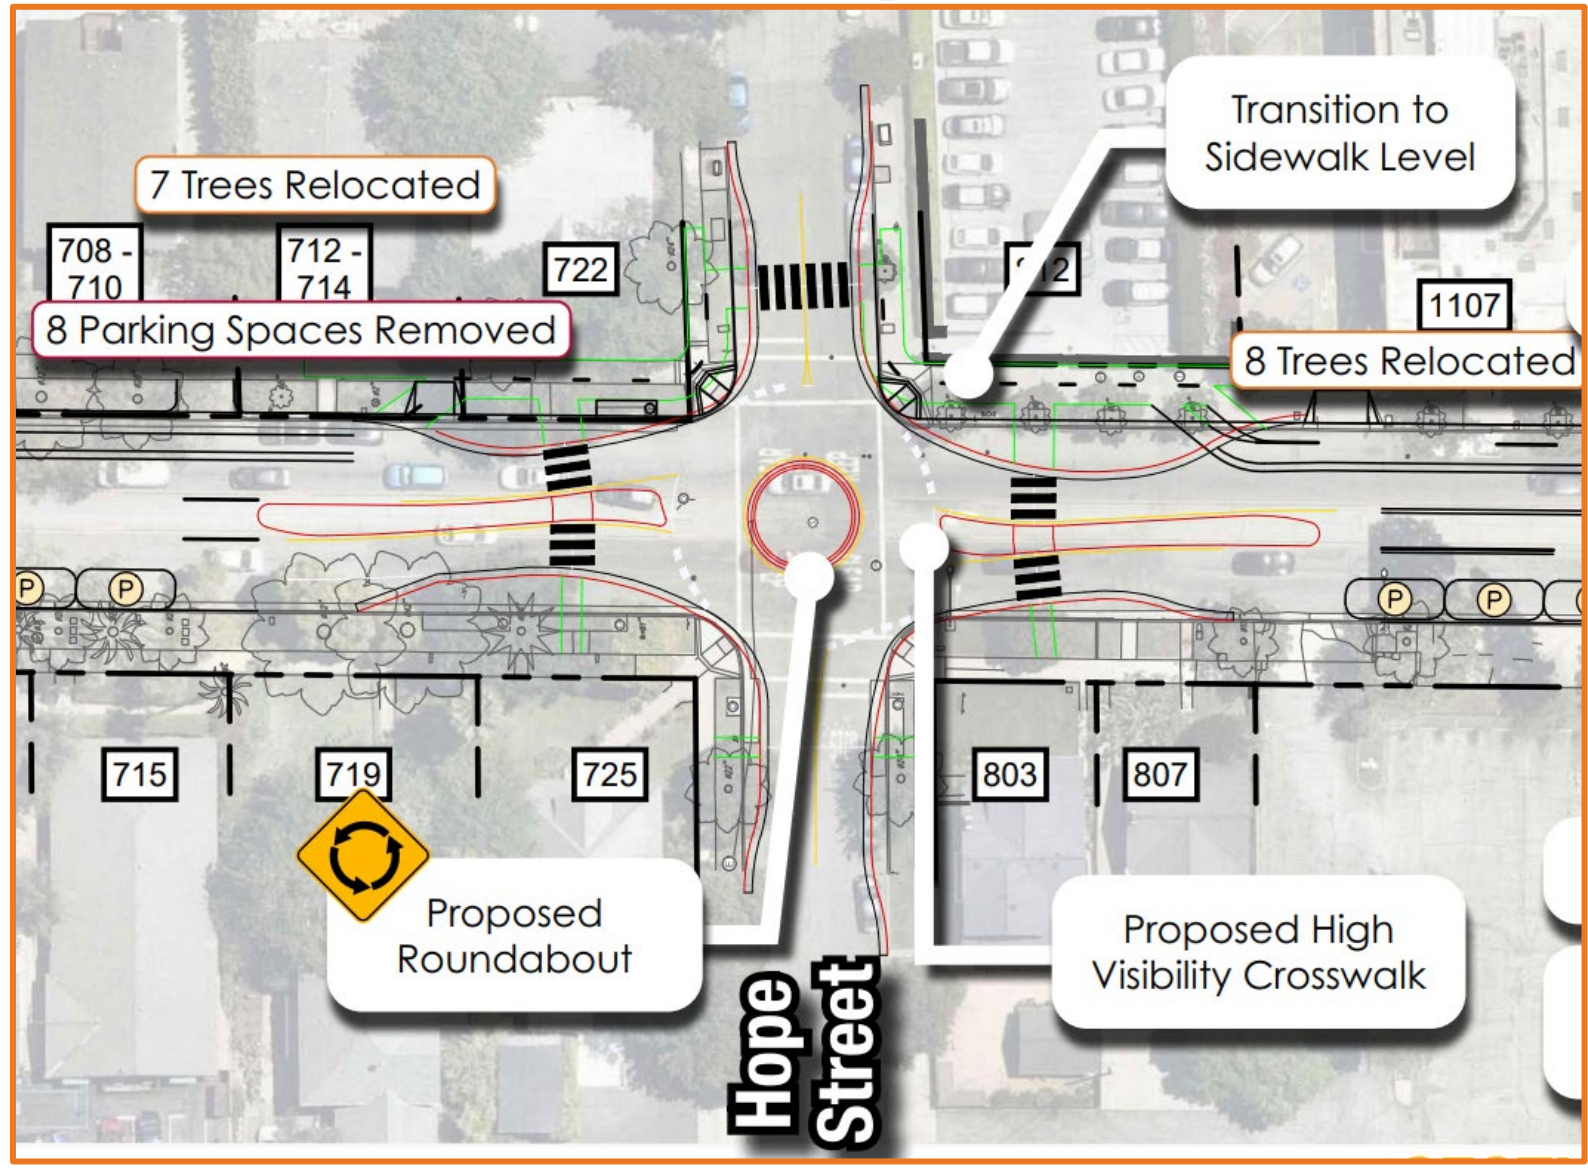 Transition to
Sidewalk Level
7 Trees Relocated
708 -
710
712 -
714
722
1107
8 Parking Spaces Removed
8 Trees Relocated
P
P
P
P
715
719
725
803
807
Proposed
Roundabout
Proposed High
Visibility Crosswalk
Hope
Street